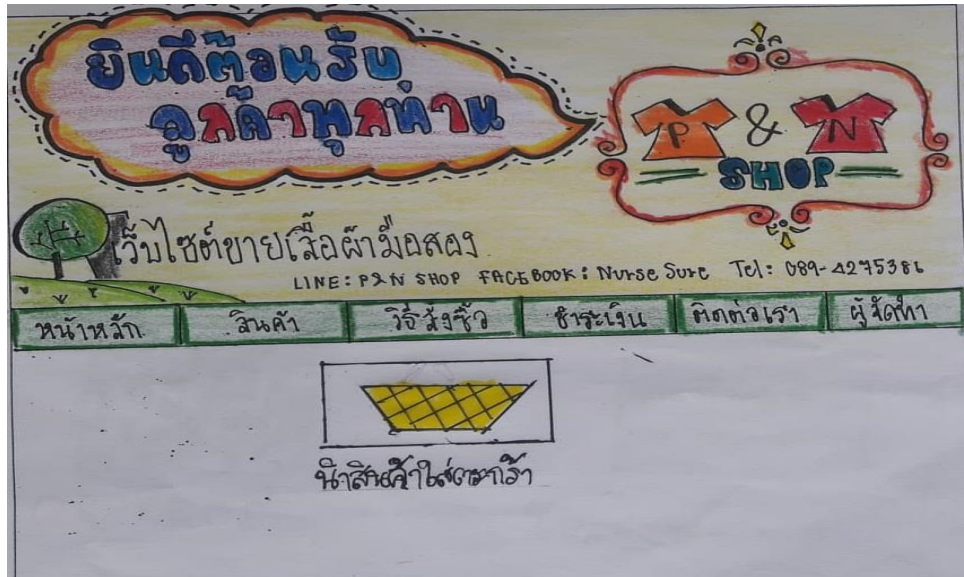 ยินดีต้อนรับ
ลูกค้าทุกท่าน
P & N
SHOP
เว็บไซต์ขายเสื้อผ้ามือสอง
LINE: P&N SHOP FACEBOOK: Nurse Sure Tel: 089-4275386
หน้าหลัก สินค้า วิธีสั่งซื้อ ชำระเงิน ติดต่อเรา ผู้จัดทำ
นำสินค้าใส่ตะกร้า